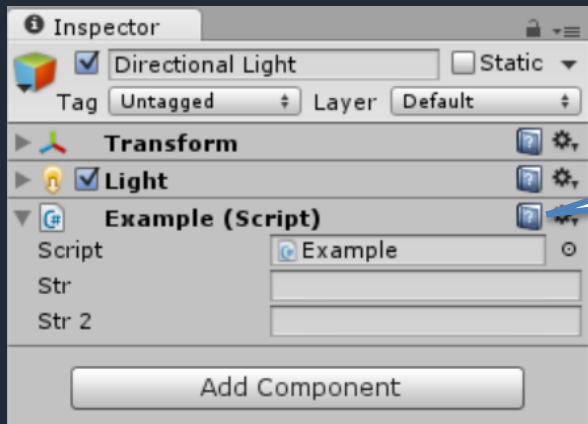 Inspector
Directional Light Static
Tag Untagged Layer Default
Transform
Light
Example (Script)
Script Example
Str
Str 2
Add Component